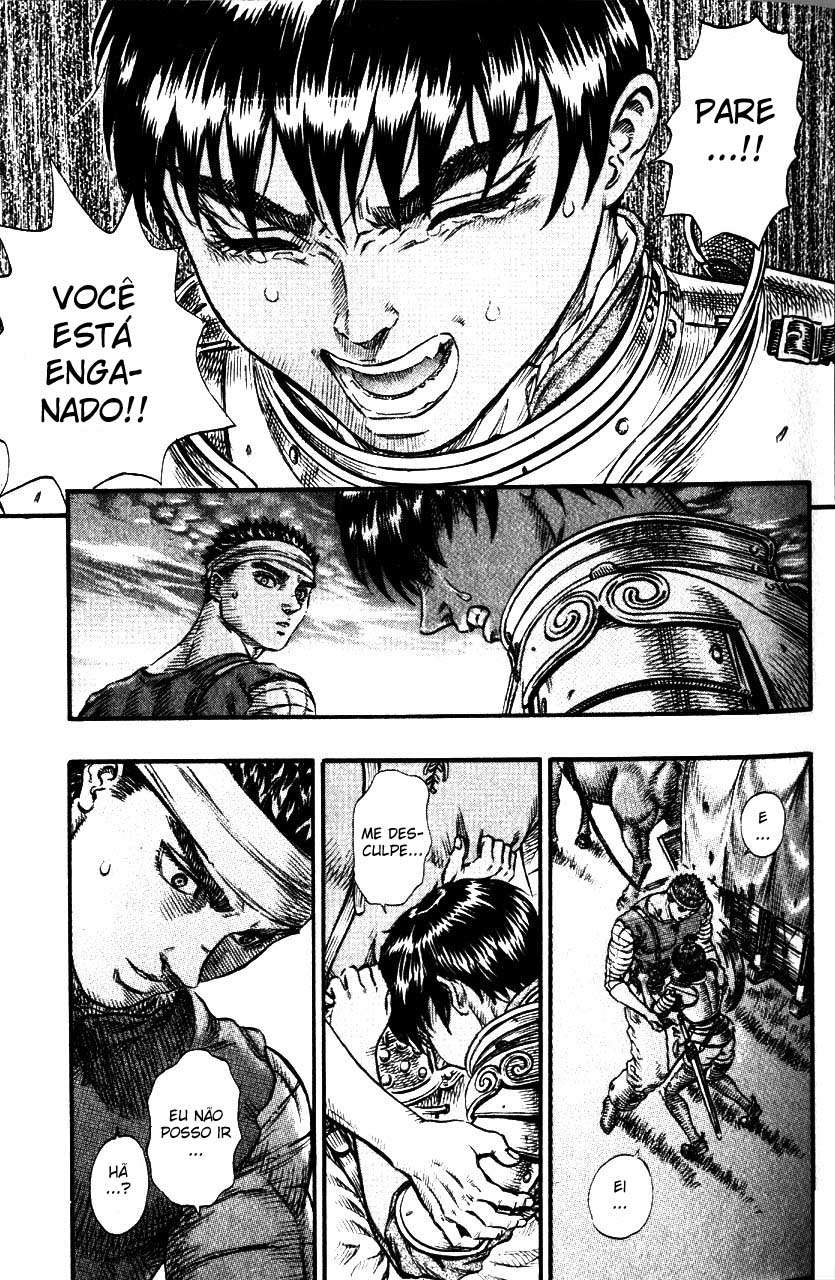 PARE
...!!
VOCÊ
ESTÁ
ENGA-
NADO!!
E
...
EI ...
ME DES-
CULPE...
EU NÃO
POSSO IR
...
HÃ
...?